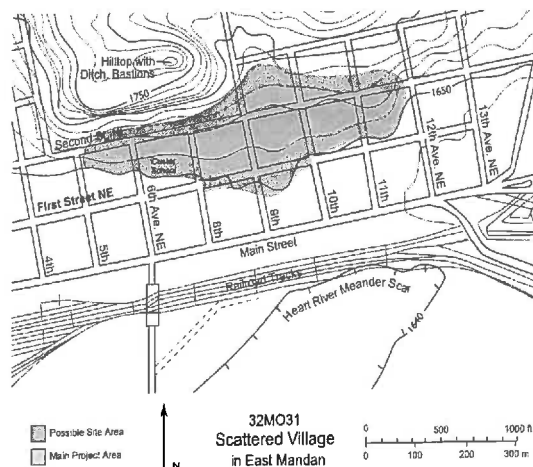 Hilltop with
Ditch, Bastions
1750
1650
Second
School
First Street NE
4th
5th
6th Ave. NE
8th
9th
10th
11th
12th Ave. NE
13th Ave. NE
Main Street
Railroad Tracks
Heart River Meander Scar
1640
Possible Site Area
Main Project Area
N
32MO31
Scattered Village
in East Mandan
0 500 1000 ft
0 100 200 300 m